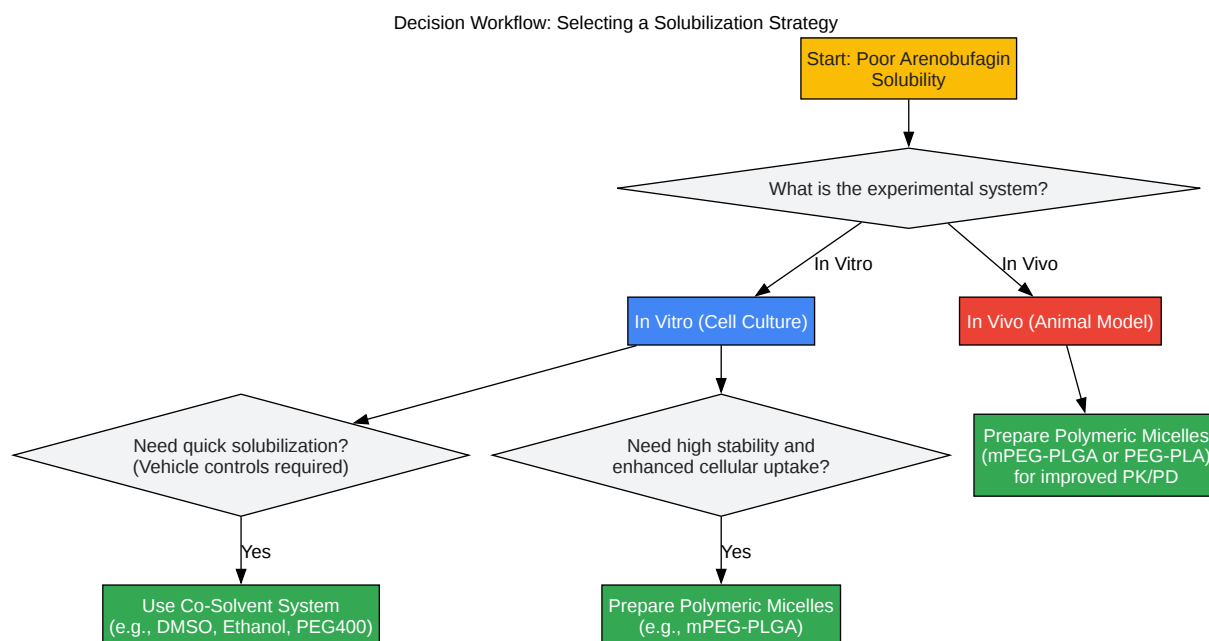 Decision Workflow: Selecting a Solubilization Strategy
Start: Poor Arenobufagin
Solubility
What is the experimental system?
In Vitro
In Vivo
In Vitro (Cell Culture)
In Vivo (Animal Model)
Need quick solubilization?
(Vehicle controls required)
Need high stability and
enhanced cellular uptake?
Prepare Polymeric Micelles
(mPEG-PLGA or PEG-PLA)
for improved PK/PD
Yes
Yes
Use Co-Solvent System
(e.g., DMSO, Ethanol, PEG400)
Prepare Polymeric Micelles
(e.g., mPEG-PLGA)